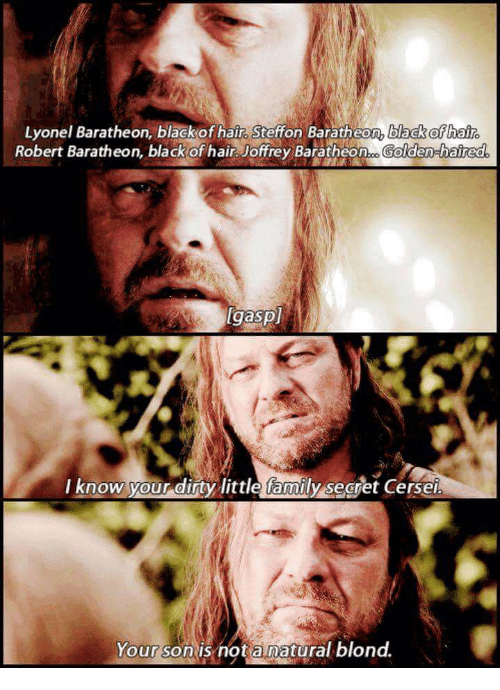 Lyonel Baratheon, black of hair. Steffon Baratheon, black of hair.
Robert Baratheon, black of hair. Joffrey Baratheon... Golden-haired.
[gasp]
I know your dirty little family secret Cersei.
Your son is not a natural blond.